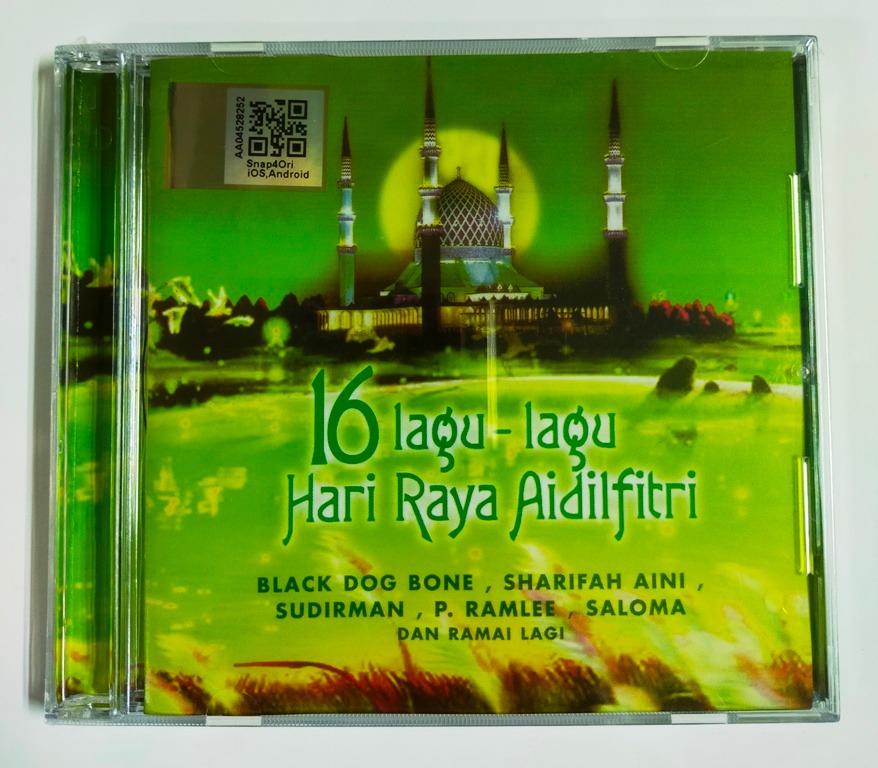 AA04528252
Snap4Ori
iOS,Android
16 lagu - lagu
Hari Raya Aidilfitri
BLACK DOG BONE , SHARIFAH AINI ,
SUDIRMAN , P. RAMLEE , SALOMA
DAN RAMAI LAGI